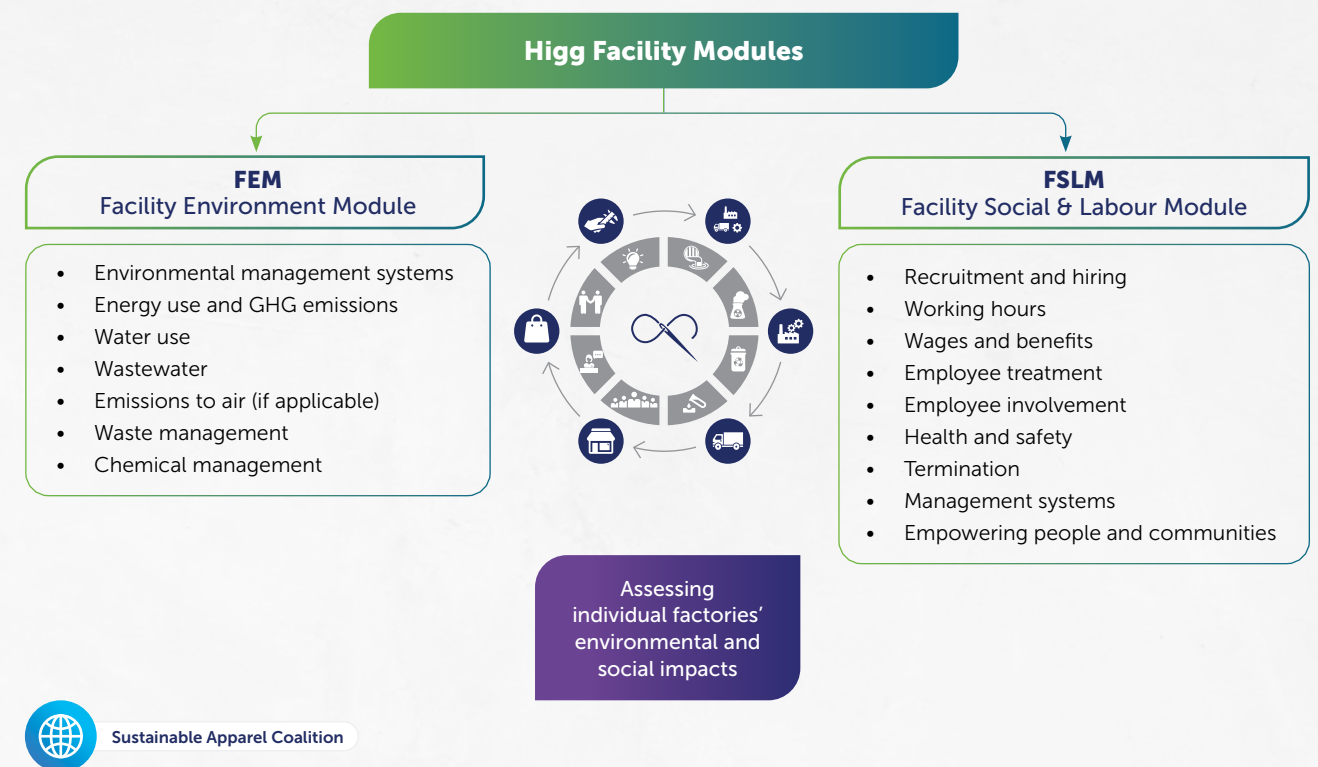 Higg Facility Modules
FEM
Facility Environment Module
• Environmental management systems
• Energy use and GHG emissions
• Water use
• Wastewater
• Emissions to air (if applicable)
• Waste management
• Chemical management
FSLM
Facility Social & Labour Module
• Recruitment and hiring
• Working hours
• Wages and benefits
• Employee treatment
• Employee involvement
• Health and safety
• Termination
• Management systems
• Empowering people and communities
Assessing
individual factories’
environmental and
social impacts
Sustainable Apparel Coalition